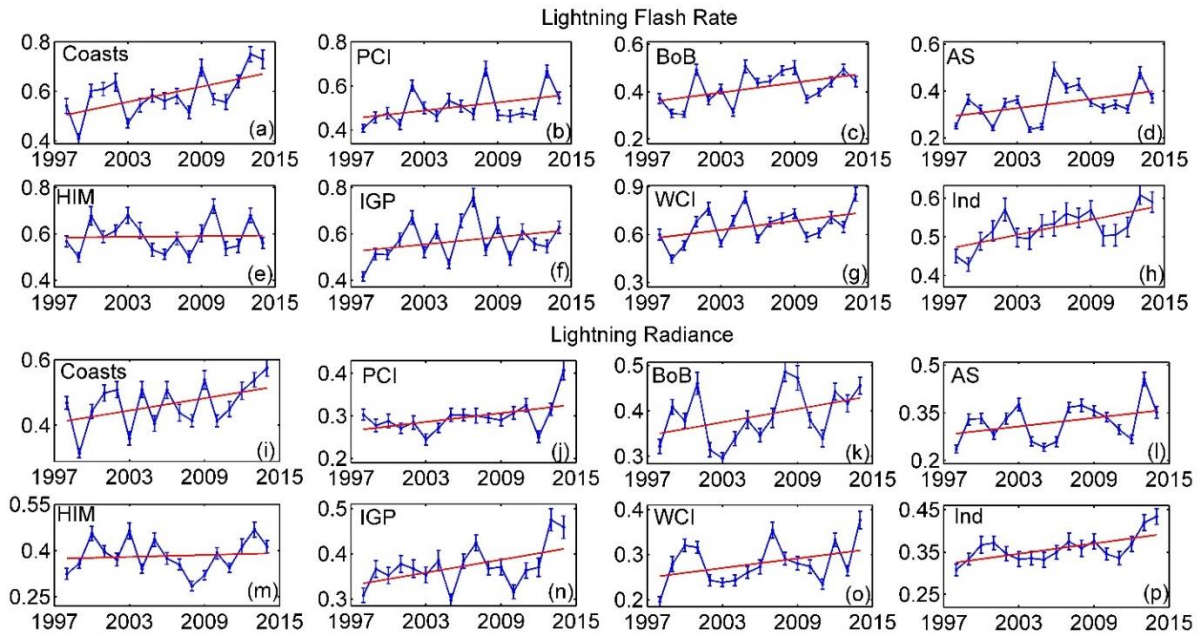 Lightning Flash Rate
0.8
Coasts
0.6
(a)
0.4
1997 2003 2009 2015
0.8
PCI
0.6
0.4
(b)
1997 2003 2009 2015
0.6
BoB
0.4
(c)
0.2
1997 2003 2009 2015
0.6
AS
0.4
(d)
0.2
1997 2003 2009 2015
0.8
HIM
0.6
0.4
(e)
1997 2003 2009 2015
0.8
IGP
0.6
0.4
(f)
1997 2003 2009 2015
0.9
WCI
0.6
0.3
(g)
1997 2003 2009 2015
0.6
Ind
0.5
0.4
(h)
1997 2003 2009 2015
Lightning Radiance
0.6
Coasts
0.4
(i)
1997 2003 2009 2015
0.4
PCI
0.3
0.2
(j)
1997 2003 2009 2015
0.5
BoB
0.4
0.3
(k)
1997 2003 2009 2015
0.5
AS
0.35
0.2
(l)
1997 2003 2009 2015
0.55
HIM
0.4
0.25
(m)
1997 2003 2009 2015
0.5
IGP
0.4
0.3
(n)
1997 2003 2009 2015
0.4
WCI
0.3
0.2
(o)
1997 2003 2009 2015
0.45
Ind
0.35
0.25
(p)
1997 2003 2009 2015